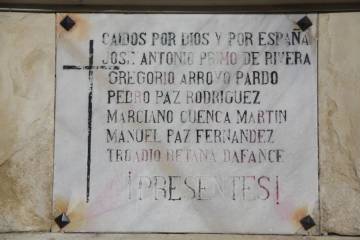 CAIDOS POR DIOS Y POR ESPAÑA
JOSE ANTONIO PRIMO DE RIVERA
GREGORIO ARROYO PARDO
PEDRO PAZ RODRIGUEZ
MARCIANO CUENCA MARTIN
MANUEL PAZ FERNANDEZ
DAFANCE
¡PRESENTES!